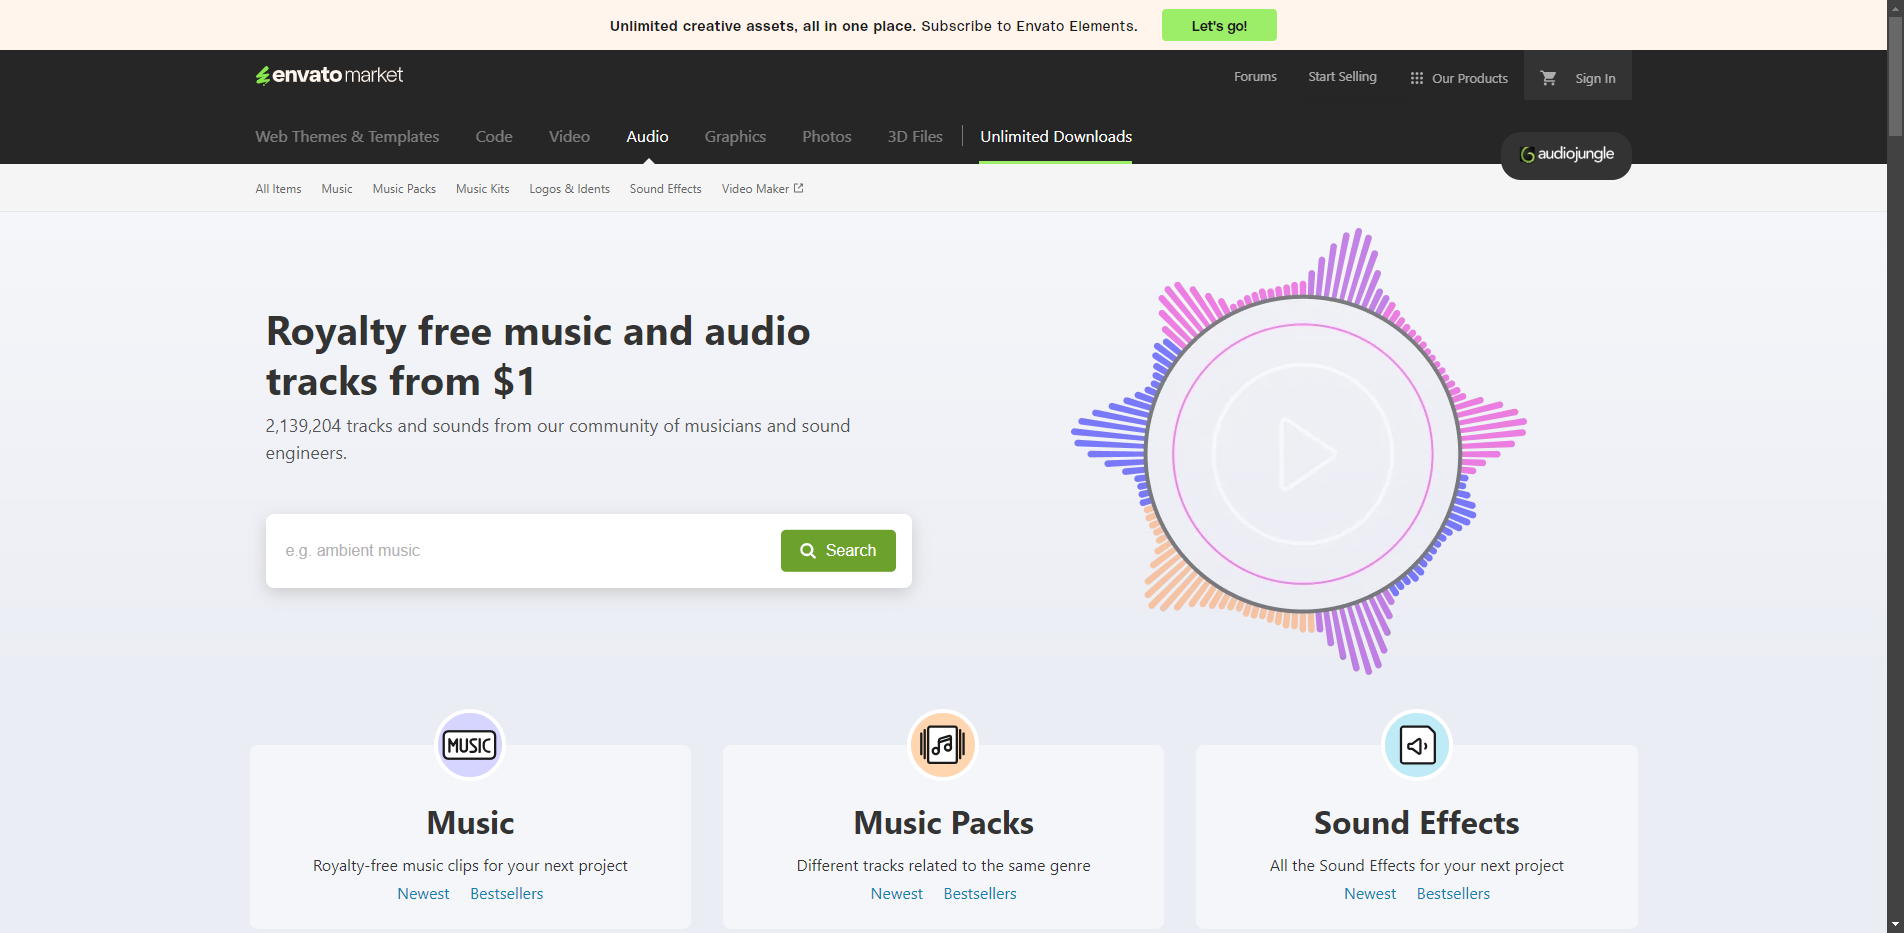 Unlimited creative assets, all in one place. Subscribe to Envato Elements. Let's go!
envato market
Forums Start Selling Our Products Sign In
Web Themes & Templates Code Video Audio Graphics Photos 3D Files Unlimited Downloads
audiojungle
All Items Music Music Packs Music Kits Logos & Idents Sound Effects Video Maker
Royalty free music and audio
tracks from $1
2,139,204 tracks and sounds from our community of musicians and sound
engineers.
e.g. ambient music Search
MUSIC
Music
Royalty-free music clips for your next project
Newest Bestsellers
Music Packs
Different tracks related to the same genre
Newest Bestsellers
Sound Effects
All the Sound Effects for your next project
Newest Bestsellers